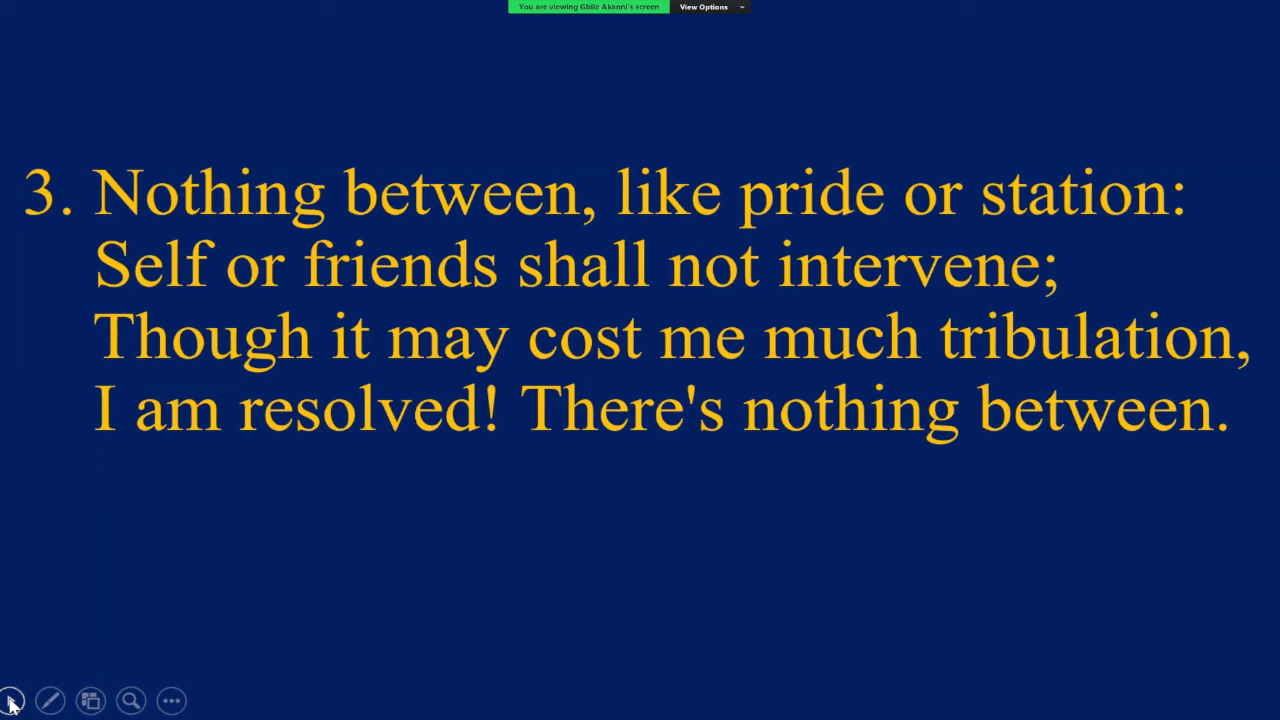 You are viewing Gbile Akanni's screen View Options
3. Nothing between, like pride or station:
Self or friends shall not intervene;
Though it may cost me much tribulation,
I am resolved! There's nothing between.